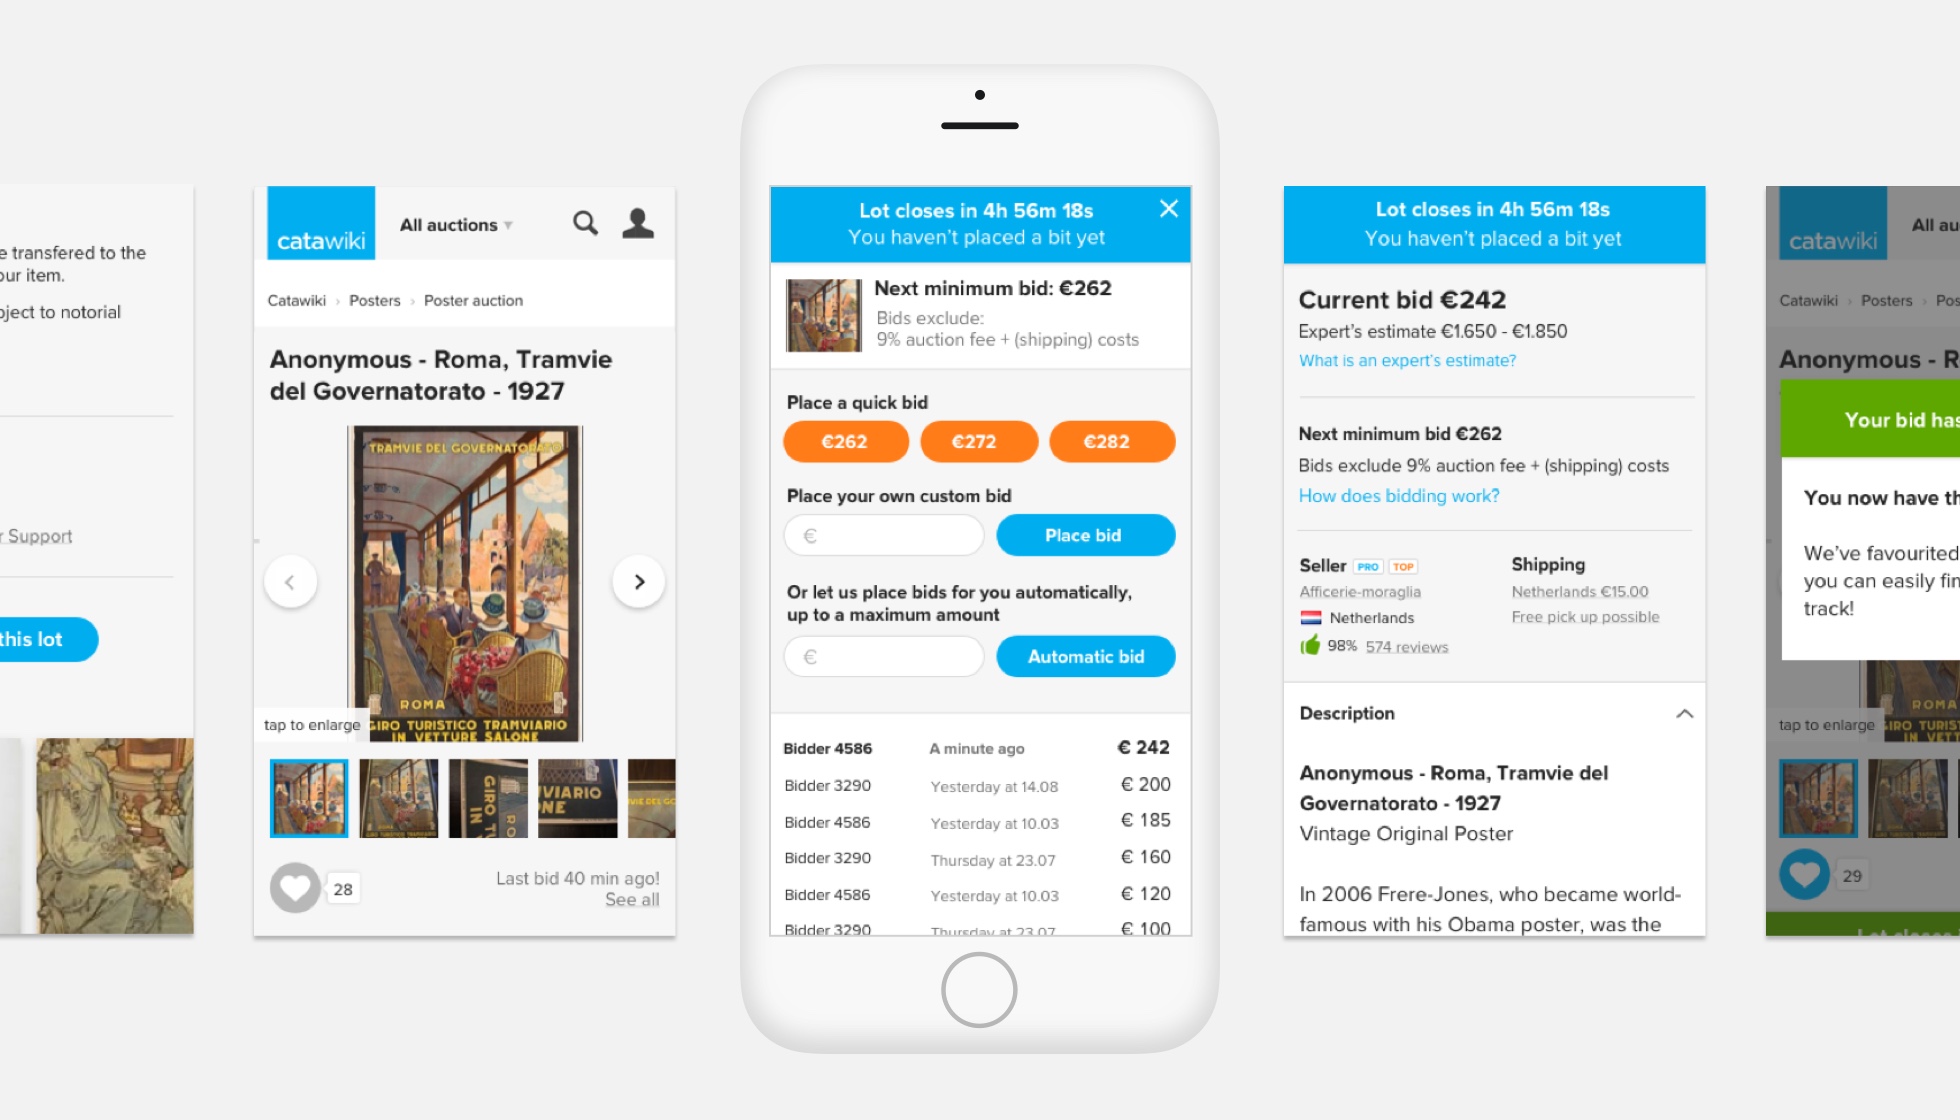 e transfered to the
our item.
bject to notorial
r Support
this lot
catawiki
All auctions
Catawiki › Posters › Poster auction
Anonymous - Roma, Tramvie
del Governatorato - 1927
TRAMVIE DEL GOVERNATORATO
ROMA
GIRO TURISTICO TRAMVIARIO
IN VETTURE SALONE
tap to enlarge
GIRO T
IN
RO
VIARIO
NE
28
Last bid 40 min ago!
See all
Lot closes in 4h 56m 18s
You haven't placed a bit yet
Next minimum bid: €262
Bids exclude:
9% auction fee + (shipping) costs
Place a quick bid
€262 €272 €282
Place your own custom bid
€ Place bid
Or let us place bids for you automatically,
up to a maximum amount
€ Automatic bid
Bidder 4586 A minute ago € 242
Bidder 3290 Yesterday at 14.08 € 200
Bidder 4586 Yesterday at 10.03 € 185
Bidder 3290 Thursday at 23.07 € 160
Bidder 4586 Yesterday at 10.03 € 120
Bidder 3290 Thursday at 23.07 € 100
Lot closes in 4h 56m 18s
You haven't placed a bit yet
Current bid €242
Expert's estimate €1.650 - €1.850
What is an expert's estimate?
Next minimum bid €262
Bids exclude 9% auction fee + (shipping) costs
How does bidding work?
Seller PRO TOP
Afficerie-moraglia
Netherlands
98% 574 reviews
Shipping
Netherlands €15.00
Free pick up possible
Description
Anonymous - Roma, Tramvie del
Governatorato - 1927
Vintage Original Poster
In 2006 Frere-Jones, who became world-
famous with his Obama poster, was the
catawiki
All au
Catawiki › Posters › Pos
Anonymous - R
Your bid has
You now have th
We've favourited
you can easily fin
track!
ROMA
GIRO TURIST
IN VETT
tap to enlarge
29